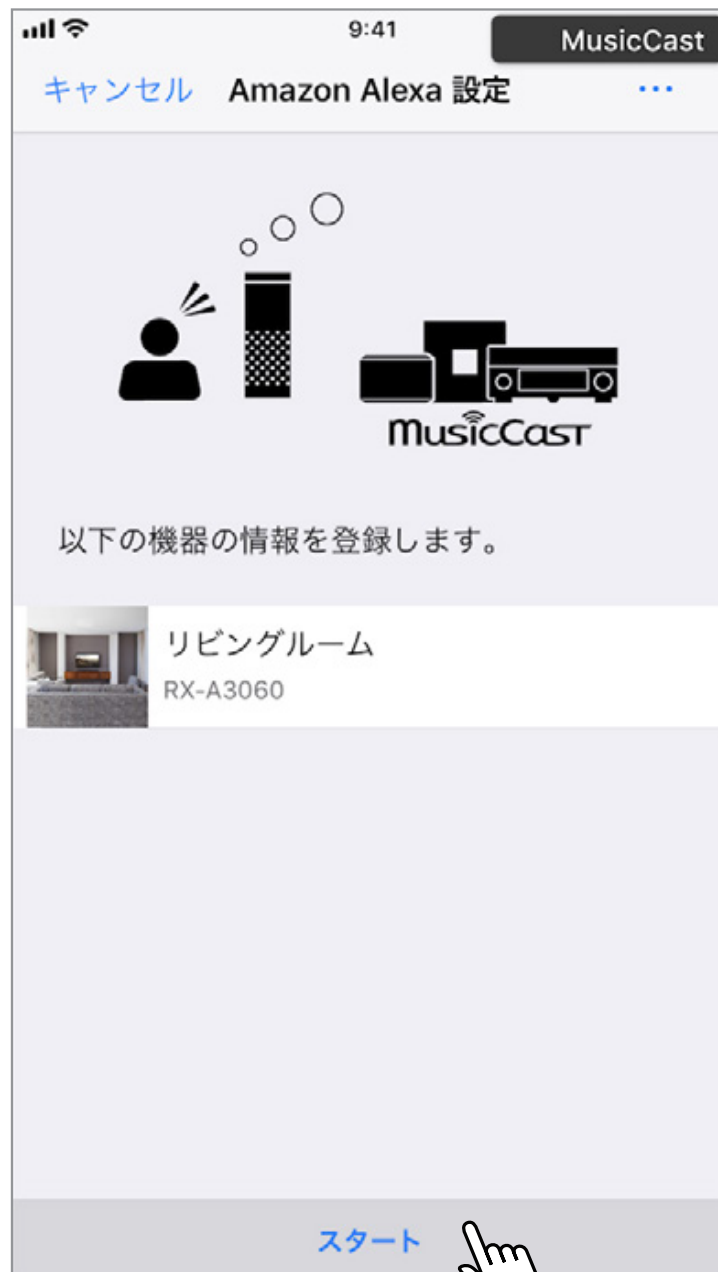 9:41
MusicCast
キャンセル Amazon Alexa 設定 ...
MusicCast
以下の機器の情報を登録します。
リビングルーム
RX-A3060
スタート